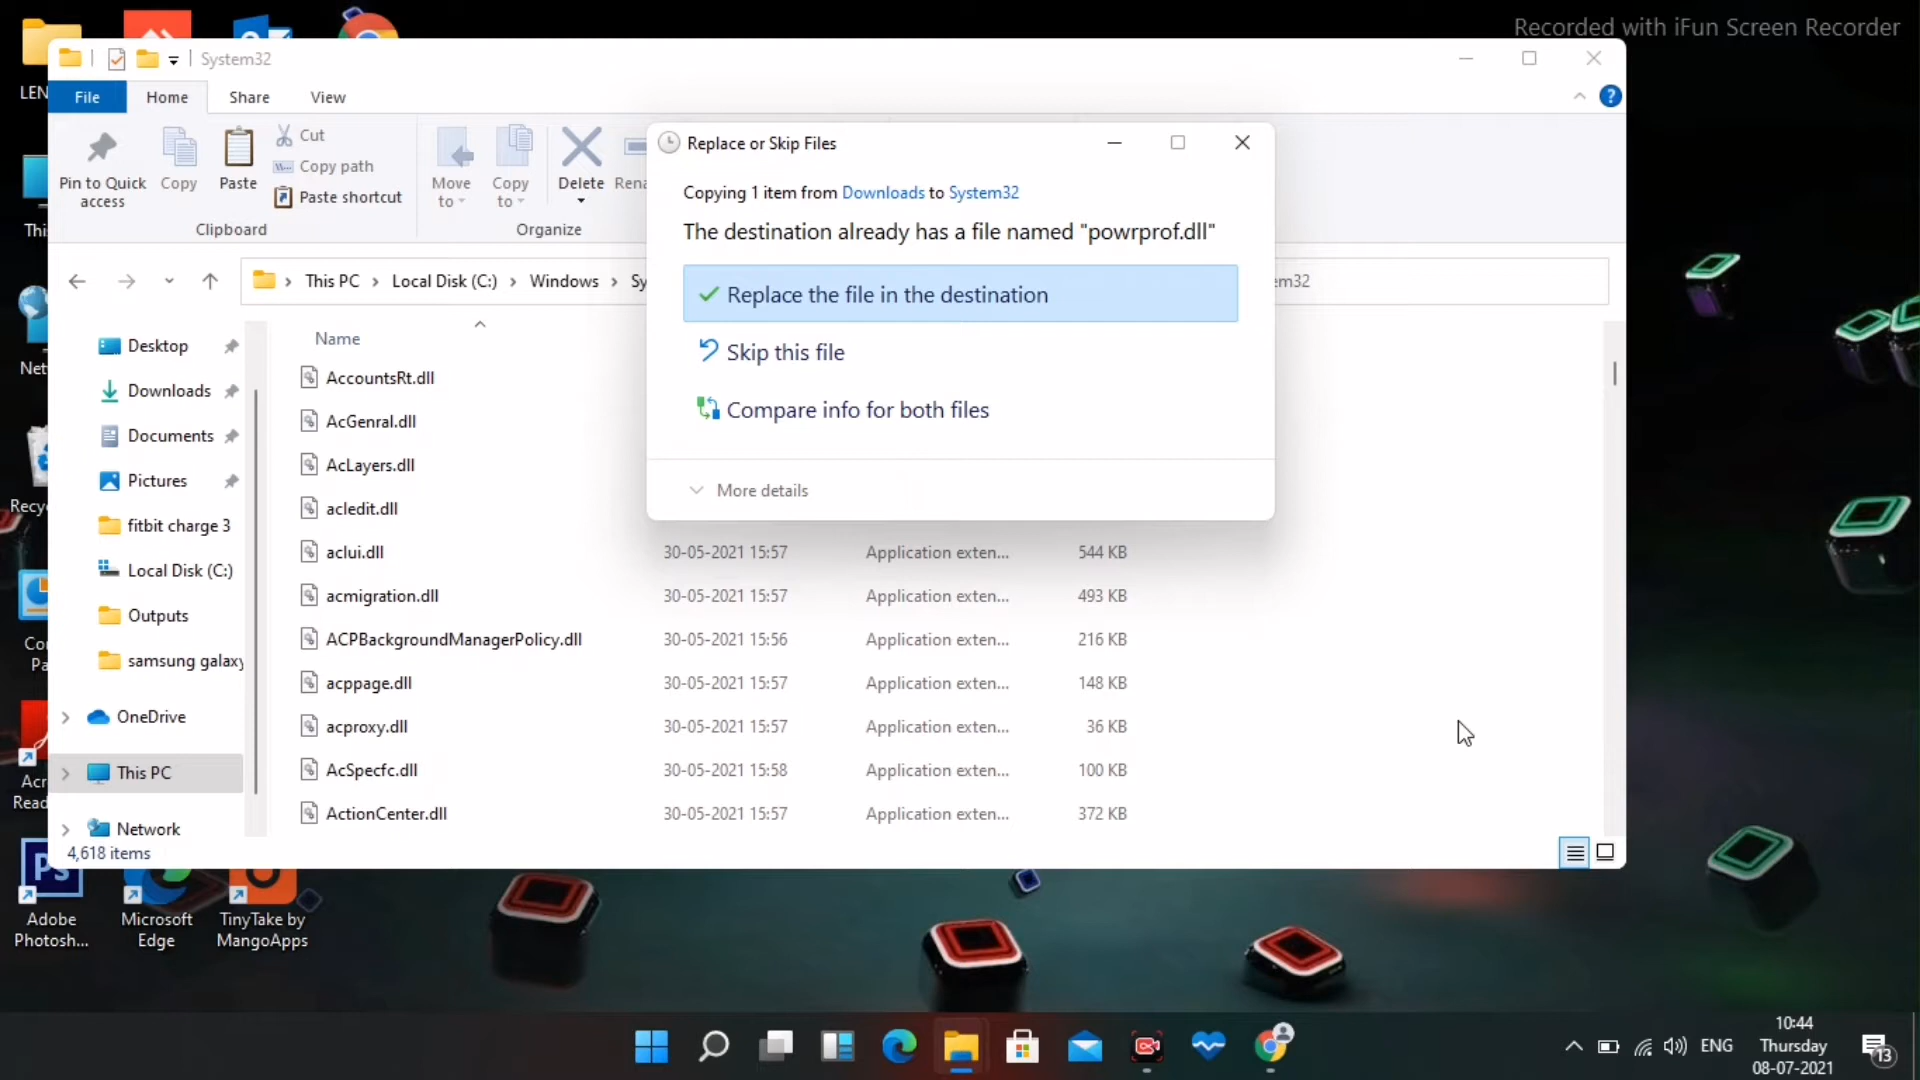 Recorded with iFun Screen Recorder
System32
File Home Share View
Pin to Quick access
Copy
Paste
Cut
Copy path
Paste shortcut
Clipboard
Move to
Copy to
Delete
Rena
Organize
Replace or Skip Files
Copying 1 item from Downloads to System32
The destination already has a file named "powrprof.dll"
Replace the file in the destination
Skip this file
Compare info for both files
More details
This PC > Local Disk (C:) > Windows > Sy
em32
Desktop
Downloads
Documents
Pictures
fitbit charge 3
Local Disk (C:)
Outputs
samsung galaxy
OneDrive
This PC
Network
4,618 items
Name
AccountsRt.dll
AcGenral.dll
AcLayers.dll
acledit.dll
aclui.dll 30-05-2021 15:57 Application exten... 544 KB
acmigration.dll 30-05-2021 15:57 Application exten... 493 KB
ACPBackgroundManagerPolicy.dll 30-05-2021 15:56 Application exten... 216 KB
acppage.dll 30-05-2021 15:57 Application exten... 148 KB
acproxy.dll 30-05-2021 15:57 Application exten... 36 KB
AcSpecfc.dll 30-05-2021 15:58 Application exten... 100 KB
ActionCenter.dll 30-05-2021 15:57 Application exten... 372 KB
LEN
Thi
Net
Recy
Co
Pa
Acr
Read
Ps
Adobe Photosh...
Microsoft Edge
TinyTake by MangoApps
ENG
10:44
Thursday
08-07-2021
13